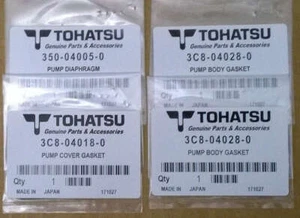 TOHATSU
Genuine Parts & Accessories
350-04005-0
PUMP DIAPHRAGM
TOHATSU
Genuine Parts & Accessories
3C8-04028-0
PUMP BODY GASKET
TOHATSU
Genuine Parts & Accessories
3C8-04018-0
PUMP COVER GASKET
Qty 1
MADE IN JAPAN 171027
TOHATSU
Genuine Parts & Accessories
3C8-04028-0
PUMP BODY GASKET
Qty 1
MADE IN JAPAN 171027